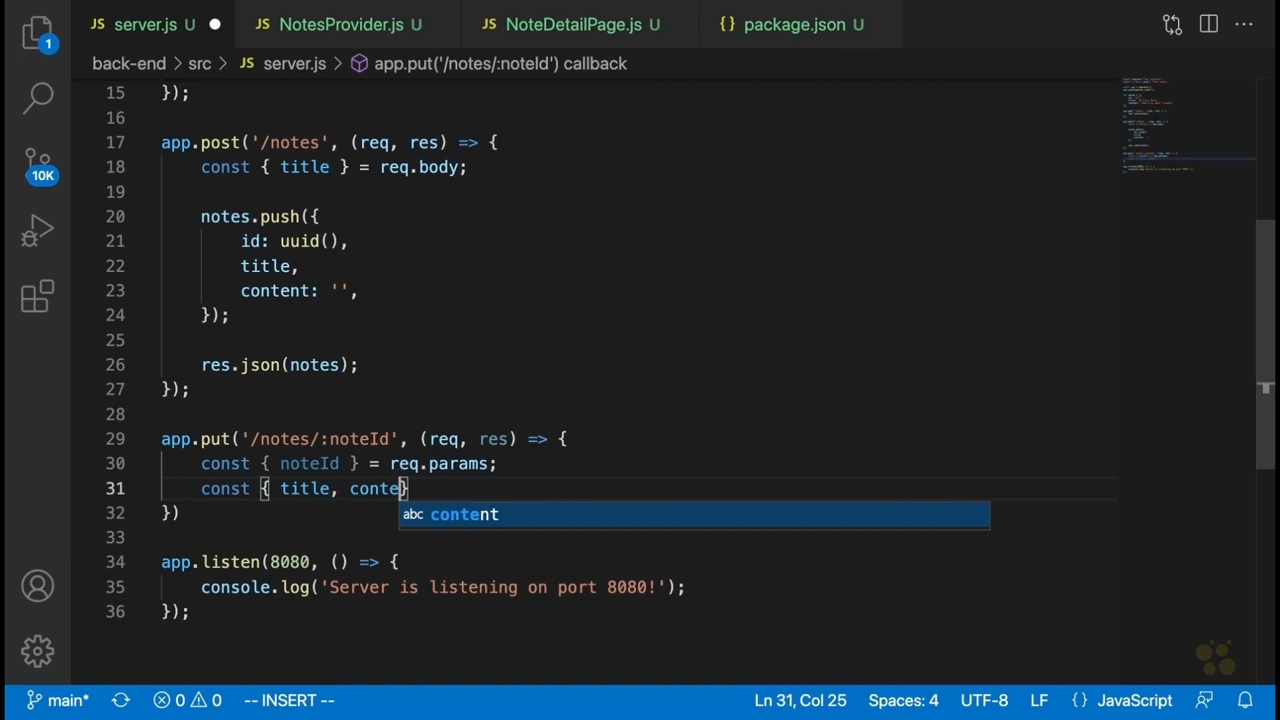 JS server.js U ● JS NotesProvider.js U JS NoteDetailPage.js U {} package.json U ···
back-end > src > JS server.js > app.put('/notes/:noteId') callback
1
10K
15 });
16
17 app.post('/notes', (req, res) => {
18     const { title } = req.body;
19
20     notes.push({
21         id: uuid(),
22         title,
23         content: '',
24     });
25
26     res.json(notes);
27 });
28
29 app.put('/notes/:noteId', (req, res) => {
30     const { noteId } = req.params;
31     const { title, conte}
abc content
32 })
33
34 app.listen(8080, () => {
35     console.log('Server is listening on port 8080!');
36 });
main* 0 0 -- INSERT -- Ln 31, Col 25 Spaces: 4 UTF-8 LF {} JavaScript